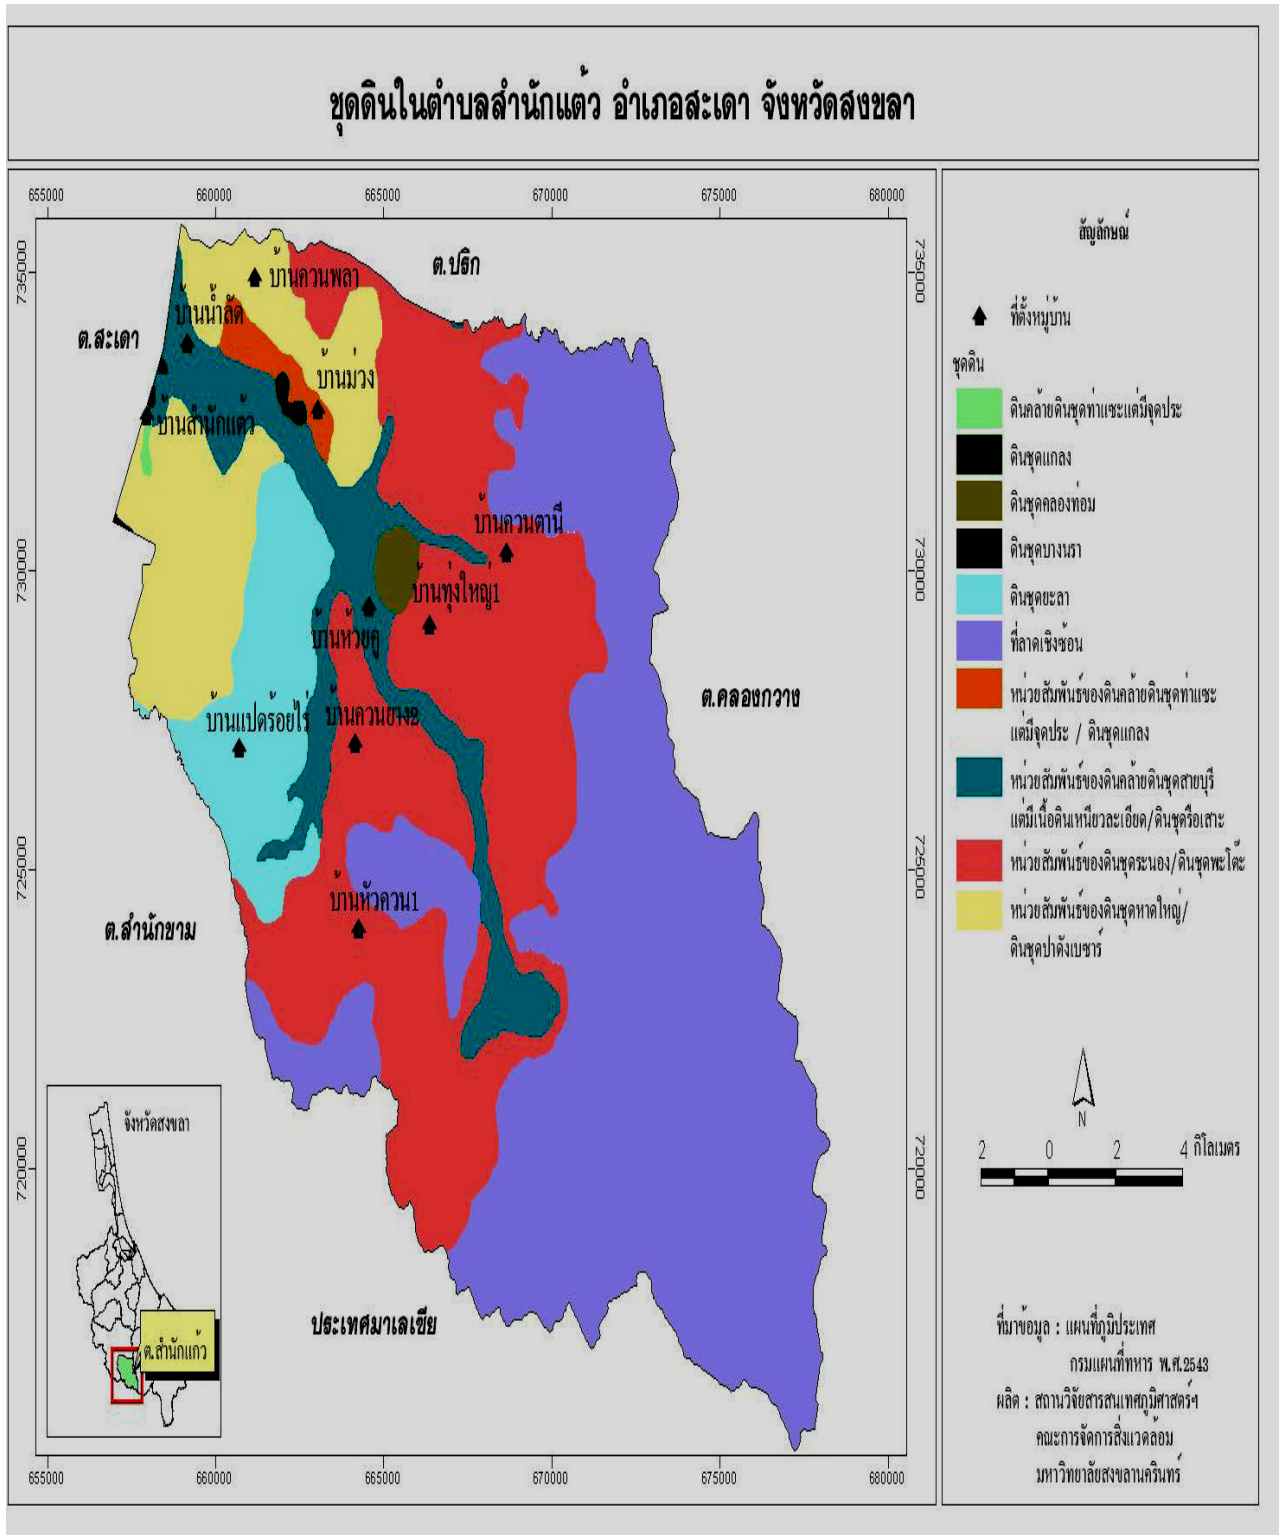 ชุดดินในตำบลสำนักแต้ว อำเภอสะเดา จังหวัดสงขลา
655000 660000 665000 670000 675000 680000
735000 735000
730000 730000
725000 725000
720000 720000
ต.ปริก
บ้านควนพลา
บ้านน้ำลัด
ต.สะเดา
บ้านม่วง
บ้านสำนักแต้ว
บ้านควนตานี
บ้านทุ่งใหญ่1
บ้านห้วยคู
ต.คลองกวาง
บ้านแปดร้อยไร่
บ้านควนยาง2
บ้านหัวควน1
ต.สำนักขาม
ประเทศมาเลเซีย
จังหวัดสงขลา
ต.สำนักแก้ว
655000 660000 665000 670000 675000 680000
สัญลักษณ์
ที่ตั้งหมู่บ้าน
ชุดดิน
ดินคล้ายดินชุดท่าแซะแต่มีจุดประ
ดินชุดแกลง
ดินชุดคลองท่อม
ดินชุดบางนรา
ดินชุดยะลา
ที่ลาดเชิงซ้อน
หน่วยสัมพันธ์ของดินคล้ายดินชุดท่าแซะ
แต่มีจุดประ / ดินชุดแกลง
หน่วยสัมพันธ์ของดินคล้ายดินชุดสายบุรี
แต่มีเนื้อดินเหนียวละเอียด/ดินชุดรือเสาะ
หน่วยสัมพันธ์ของดินชุดระนอง/ดินชุดพะโต๊ะ
หน่วยสัมพันธ์ของดินชุดหาดใหญ่/
ดินชุดปาดังเบซาร์
N
2 0 2 4 กิโลเมตร
ที่มาข้อมูล : แผนที่ภูมิประเทศ
กรมแผนที่ทหาร พ.ศ.2543
ผลิต : สถานวิจัยสารสนเทศภูมิศาสตร์ฯ
คณะการจัดการสิ่งแวดล้อม
มหาวิทยาลัยสงขลานครินทร์